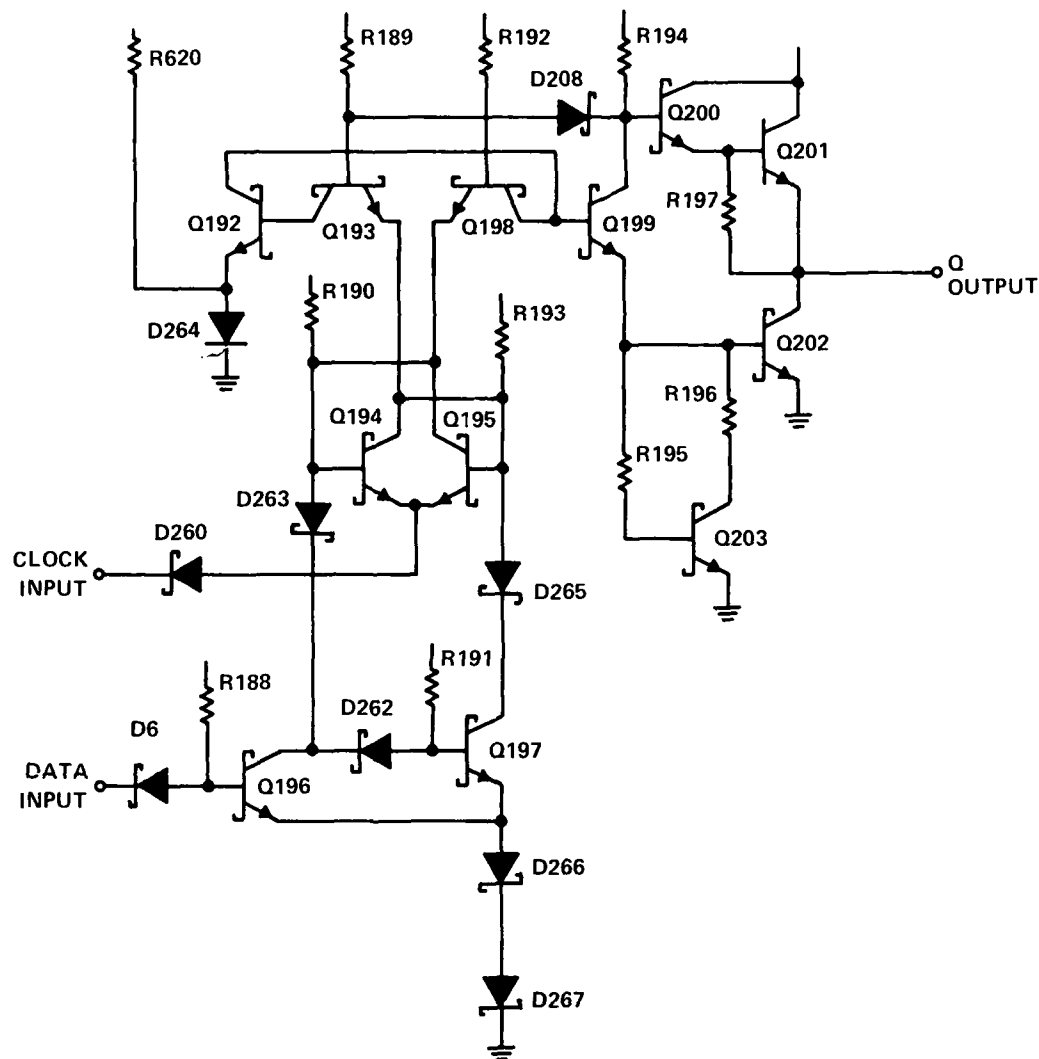 R620
R189
R192
R194
D208
Q200
Q201
Q192
Q193
Q198
Q199
R197
Q
OUTPUT
R190
R193
D264
Q202
Q194
Q195
R196
R195
D263
D260
Q203
CLOCK
INPUT
D265
R188
R191
D262
D6
Q197
DATA
INPUT
Q196
D266
D267